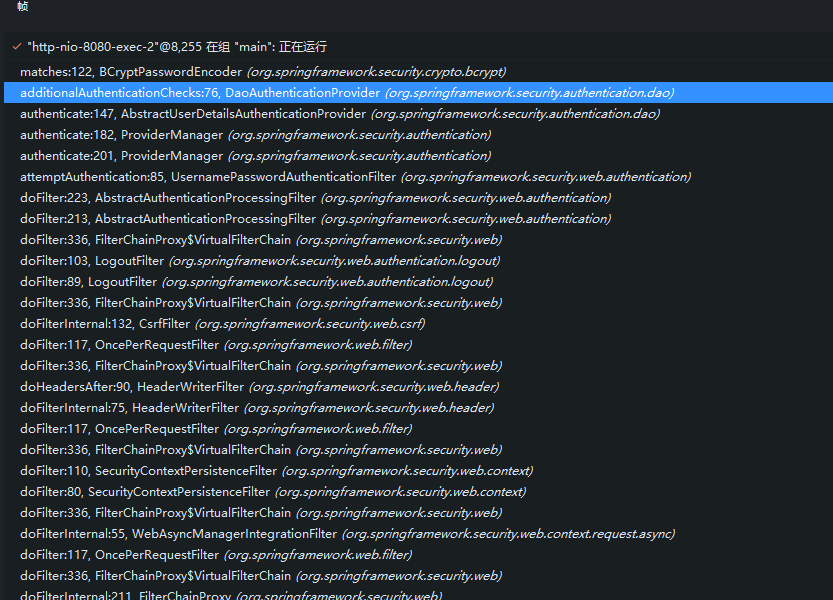 帧
"http-nio-8080-exec-2"@8,255 在组 "main": 正在运行
matches:122, BCryptPasswordEncoder (org.springframework.security.crypto.bcrypt)
additionalAuthenticationChecks:76, DaoAuthenticationProvider (org.springframework.security.authentication.dao)
authenticate:147, AbstractUserDetailsAuthenticationProvider (org.springframework.security.authentication.dao)
authenticate:182, ProviderManager (org.springframework.security.authentication)
authenticate:201, ProviderManager (org.springframework.security.authentication)
attemptAuthentication:85, UsernamePasswordAuthenticationFilter (org.springframework.security.web.authentication)
doFilter:223, AbstractAuthenticationProcessingFilter (org.springframework.security.web.authentication)
doFilter:213, AbstractAuthenticationProcessingFilter (org.springframework.security.web.authentication)
doFilter:336, FilterChainProxy$VirtualFilterChain (org.springframework.security.web)
doFilter:103, LogoutFilter (org.springframework.security.web.authentication.logout)
doFilter:89, LogoutFilter (org.springframework.security.web.authentication.logout)
doFilter:336, FilterChainProxy$VirtualFilterChain (org.springframework.security.web)
doFilterInternal:132, CsrfFilter (org.springframework.security.web.csrf)
doFilter:117, OncePerRequestFilter (org.springframework.web.filter)
doFilter:336, FilterChainProxy$VirtualFilterChain (org.springframework.security.web)
doHeadersAfter:90, HeaderWriterFilter (org.springframework.security.web.header)
doFilterInternal:75, HeaderWriterFilter (org.springframework.security.web.header)
doFilter:117, OncePerRequestFilter (org.springframework.web.filter)
doFilter:336, FilterChainProxy$VirtualFilterChain (org.springframework.security.web)
doFilter:110, SecurityContextPersistenceFilter (org.springframework.security.web.context)
doFilter:80, SecurityContextPersistenceFilter (org.springframework.security.web.context)
doFilter:336, FilterChainProxy$VirtualFilterChain (org.springframework.security.web)
doFilterInternal:55, WebAsyncManagerIntegrationFilter (org.springframework.security.web.context.request.async)
doFilter:117, OncePerRequestFilter (org.springframework.web.filter)
doFilter:336, FilterChainProxy$VirtualFilterChain (org.springframework.security.web)
doFilterInternal:211, FilterChainProxy (org.springframework.security.web)